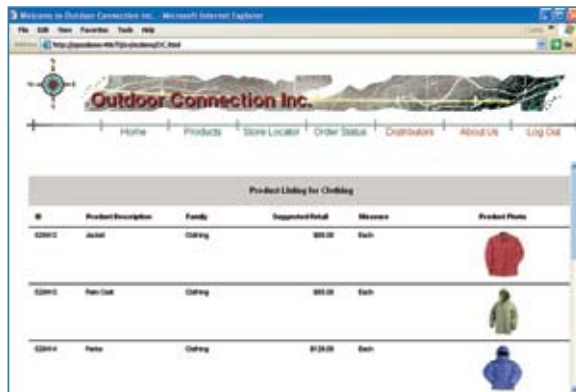 Welcome to Outdoor Connection Inc. - Microsoft Internet Explorer
File Edit View Favorites Tools Help
Outdoor Connection Inc.
Home Products Store Locator Order Status Distributors About Us Log Out
Product Listing for Clothing
ID Product Description Family Suggested Retail Measure Product Photo
Jacket Clothing Each
Rain Coat Clothing Each
Parka Clothing $129.00 Each